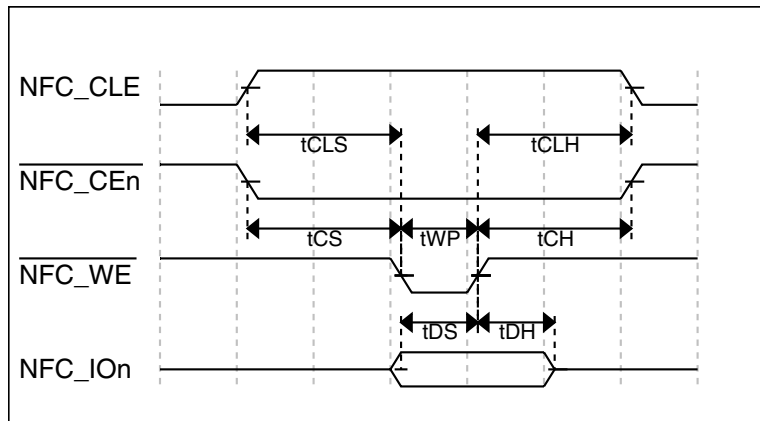 NFC_CLE
tCLS tCLH
NFC_CEn
tCS tWP tCH
NFC_WE
tDS tDH
NFC_IOn